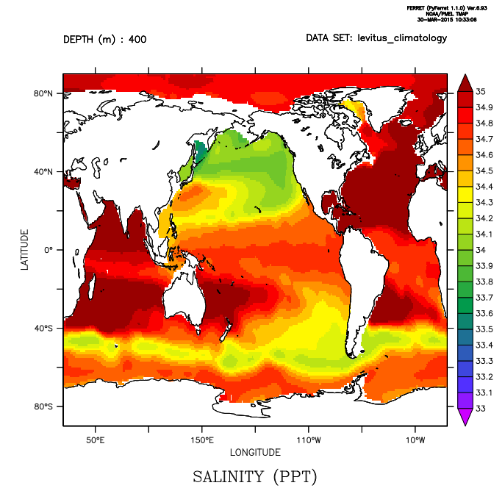 FERRET (PyFerret 1.1.0) Ver.6.93
NOAA/PMEL TMAP
30-MAR-2015 10:33:06
DEPTH (m) : 400
DATA SET: levitus_climatology
80°N
40°N
0°
40°S
80°S
LATITUDE
50°E
150°E
110°W
10°W
LONGITUDE
35
34.9
34.8
34.7
34.6
34.5
34.4
34.3
34.2
34.1
34
33.9
33.8
33.7
33.6
33.5
33.4
33.3
33.2
33.1
33
SALINITY (PPT)